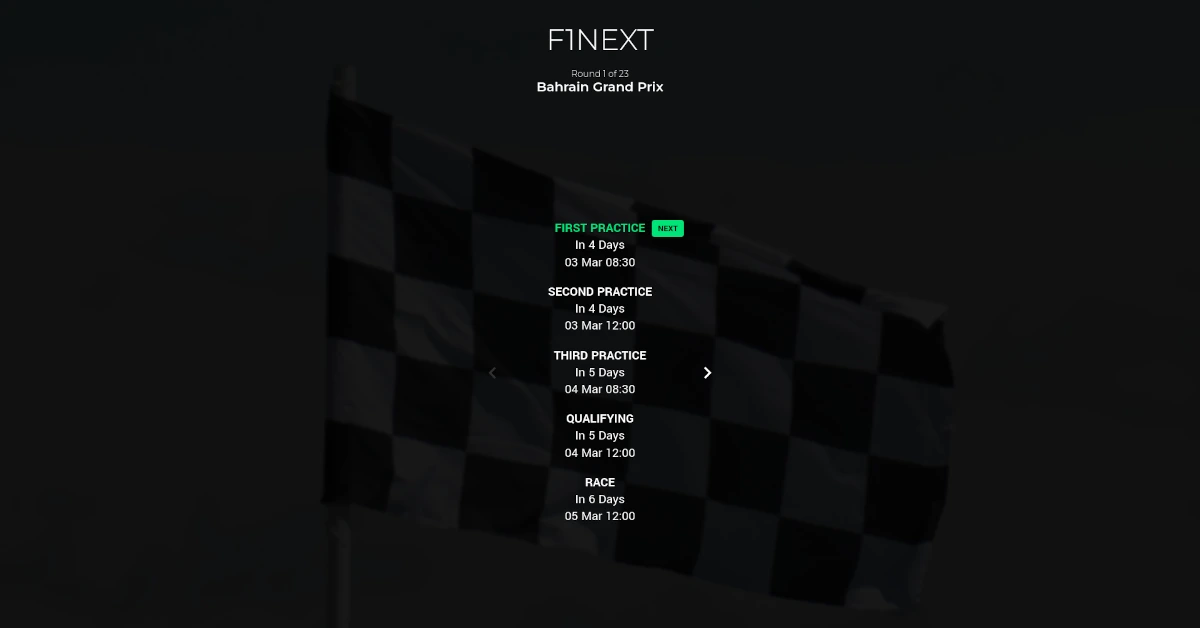 F1NEXT
Round 1 of 23
Bahrain Grand Prix
FIRST PRACTICE NEXT
In 4 Days
03 Mar 08:30
SECOND PRACTICE
In 4 Days
03 Mar 12:00
THIRD PRACTICE
In 5 Days
04 Mar 08:30
QUALIFYING
In 5 Days
04 Mar 12:00
RACE
In 6 Days
05 Mar 12:00